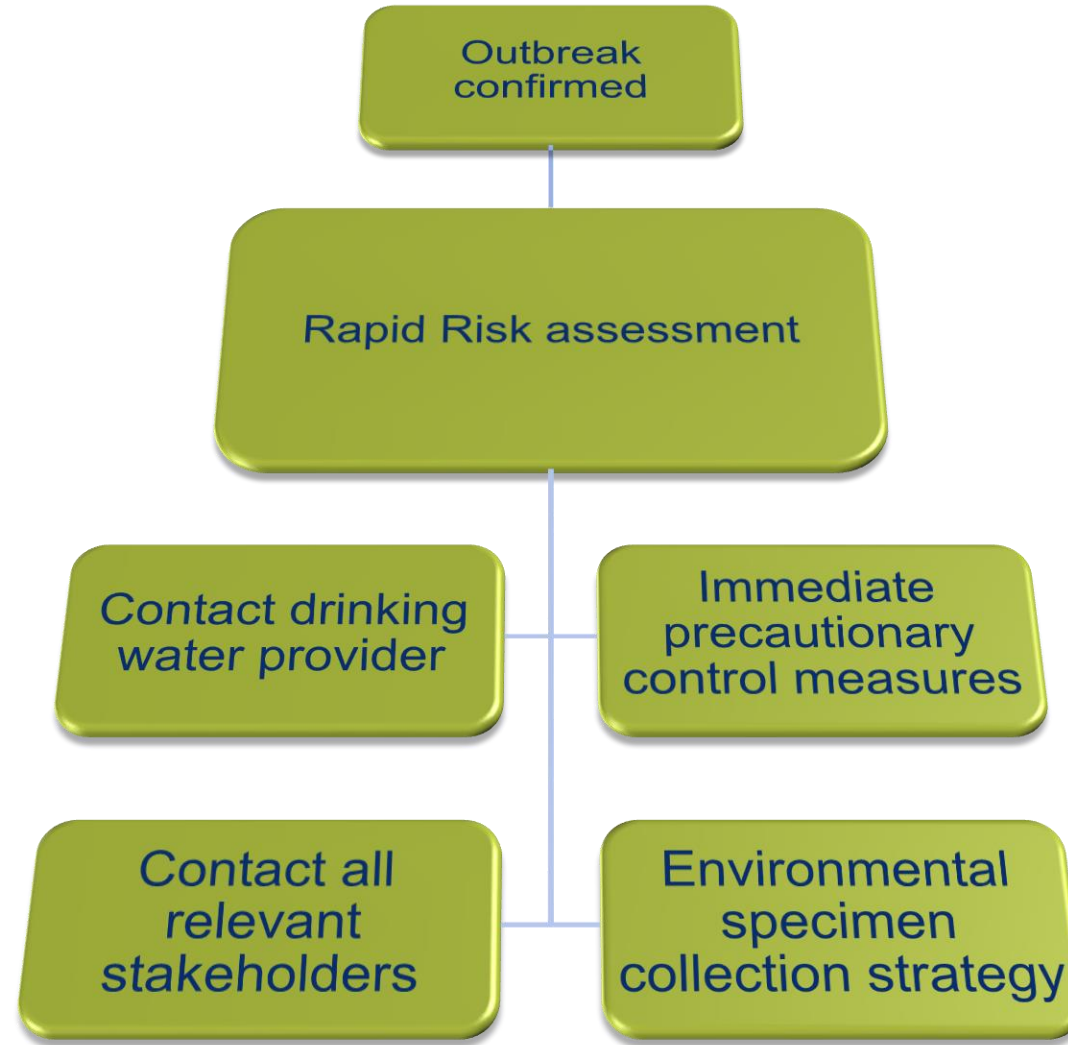 Outbreak
confirmed
Rapid Risk assessment
Contact drinking
water provider
Immediate
precautionary
control measures
Contact all
relevant
stakeholders
Environmental
specimen
collection strategy